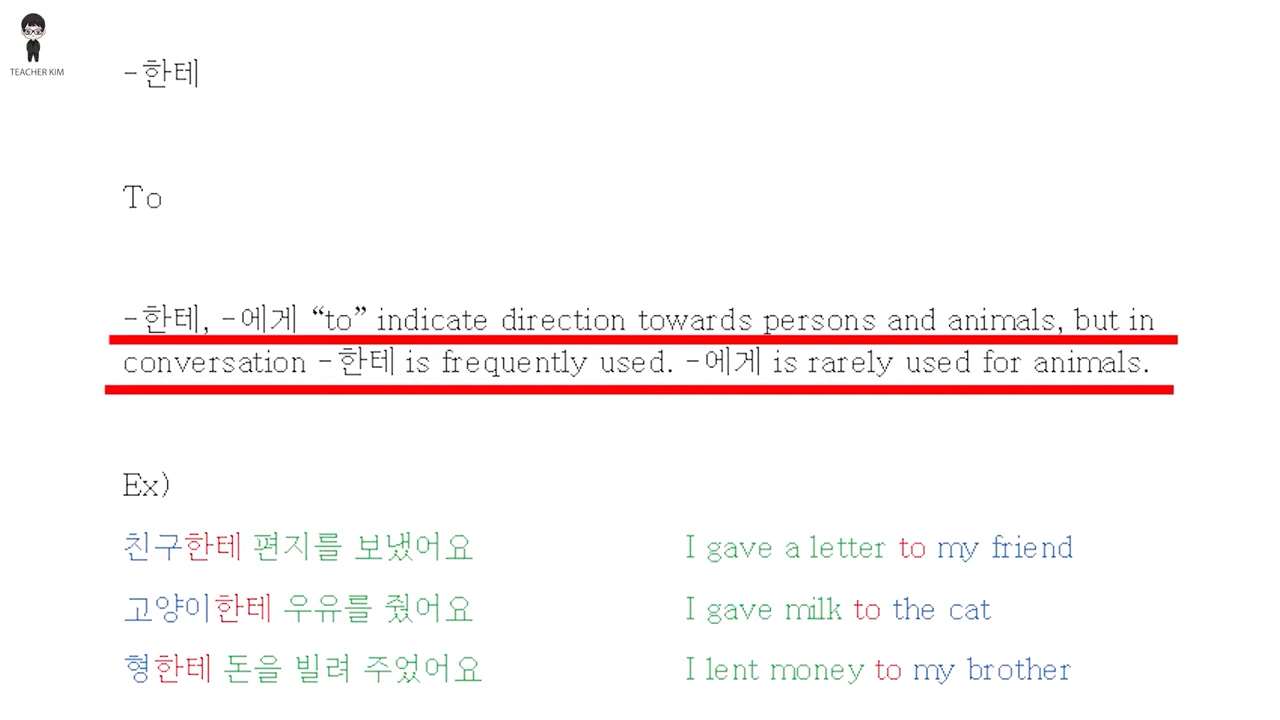 TEACHER KIM
-한테
To
-한테, -에게 “to” indicate direction towards persons and animals, but in
conversation -한테 is frequently used. -에게 is rarely used for animals.
Ex)
친구한테 편지를 보냈어요 I gave a letter to my friend
고양이한테 우유를 줬어요 I gave milk to the cat
형한테 돈을 빌려 주었어요 I lent money to my brother